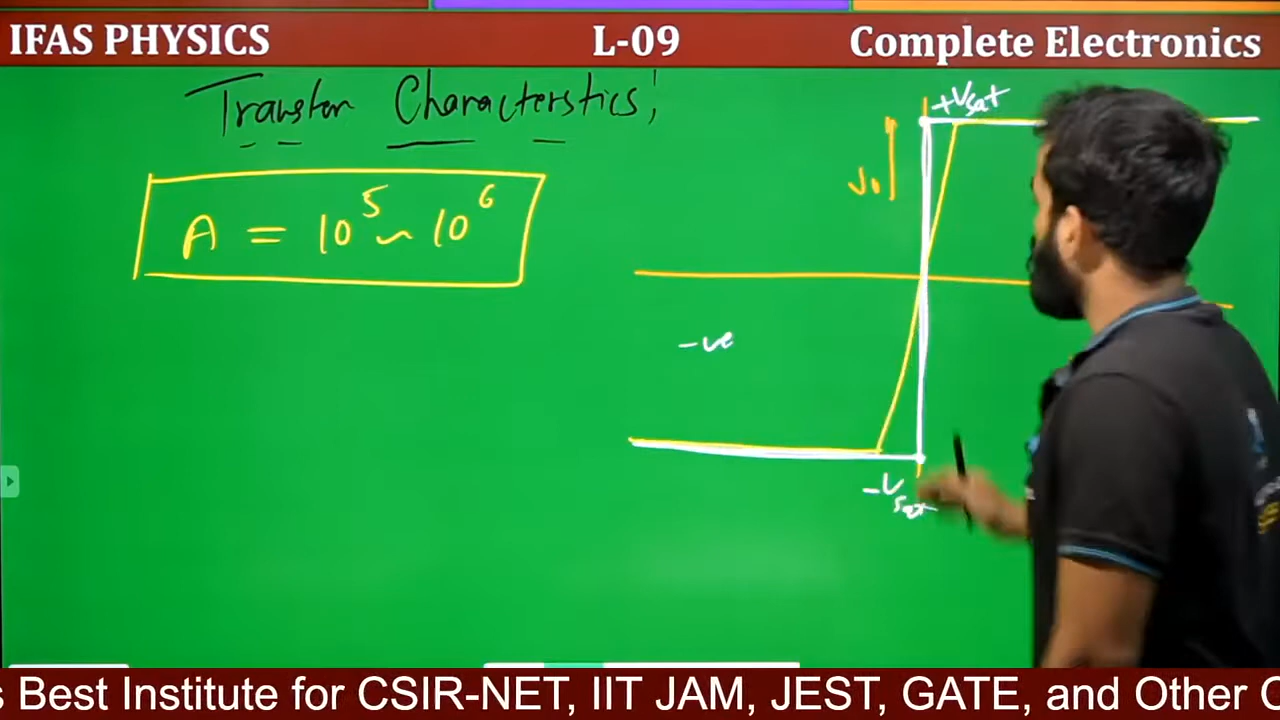 IFAS PHYSICS L-09 Complete Electronics
Transfer Characterstics;
+Vsat
V0
A = 10^5 ~ 10^6
-ve
-Vsat
s Best Institute for CSIR-NET, IIT JAM, JEST, GATE, and Other C